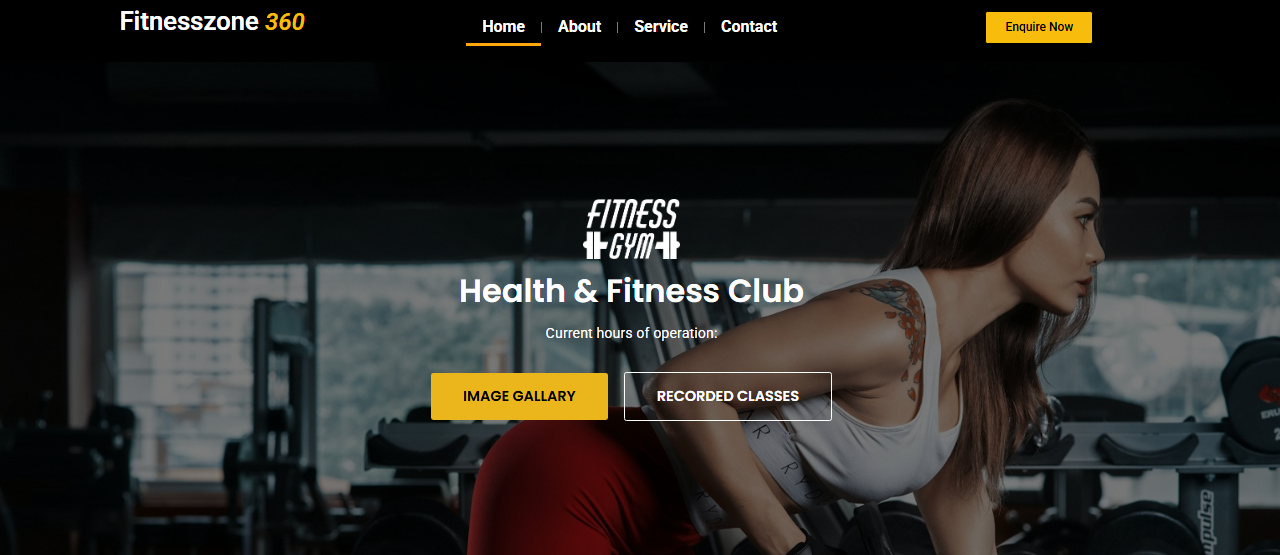 Fitnesszone 360
Home
About
Service
Contact
Enquire Now
FITNESS
GYM
Health & Fitness Club
Current hours of operation:
IMAGE GALLARY
RECORDED CLASSES